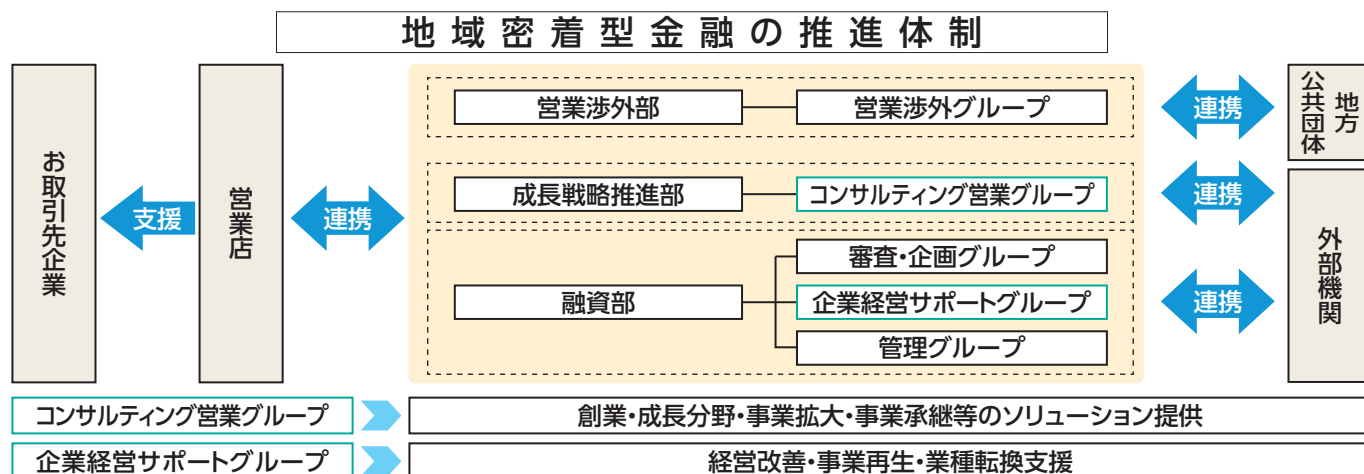 地域密着型金融の推進体制
お取引先企業
支援
営業店
連携
営業渉外部
営業渉外グループ
成長戦略推進部
コンサルティング営業グループ
融資部
審査・企画グループ
企業経営サポートグループ
管理グループ
連携
連携
連携
地方
公共団体
外部機関
コンサルティング営業グループ
創業・成長分野・事業拡大・事業承継等のソリューション提供
企業経営サポートグループ
経営改善・事業再生・業種転換支援